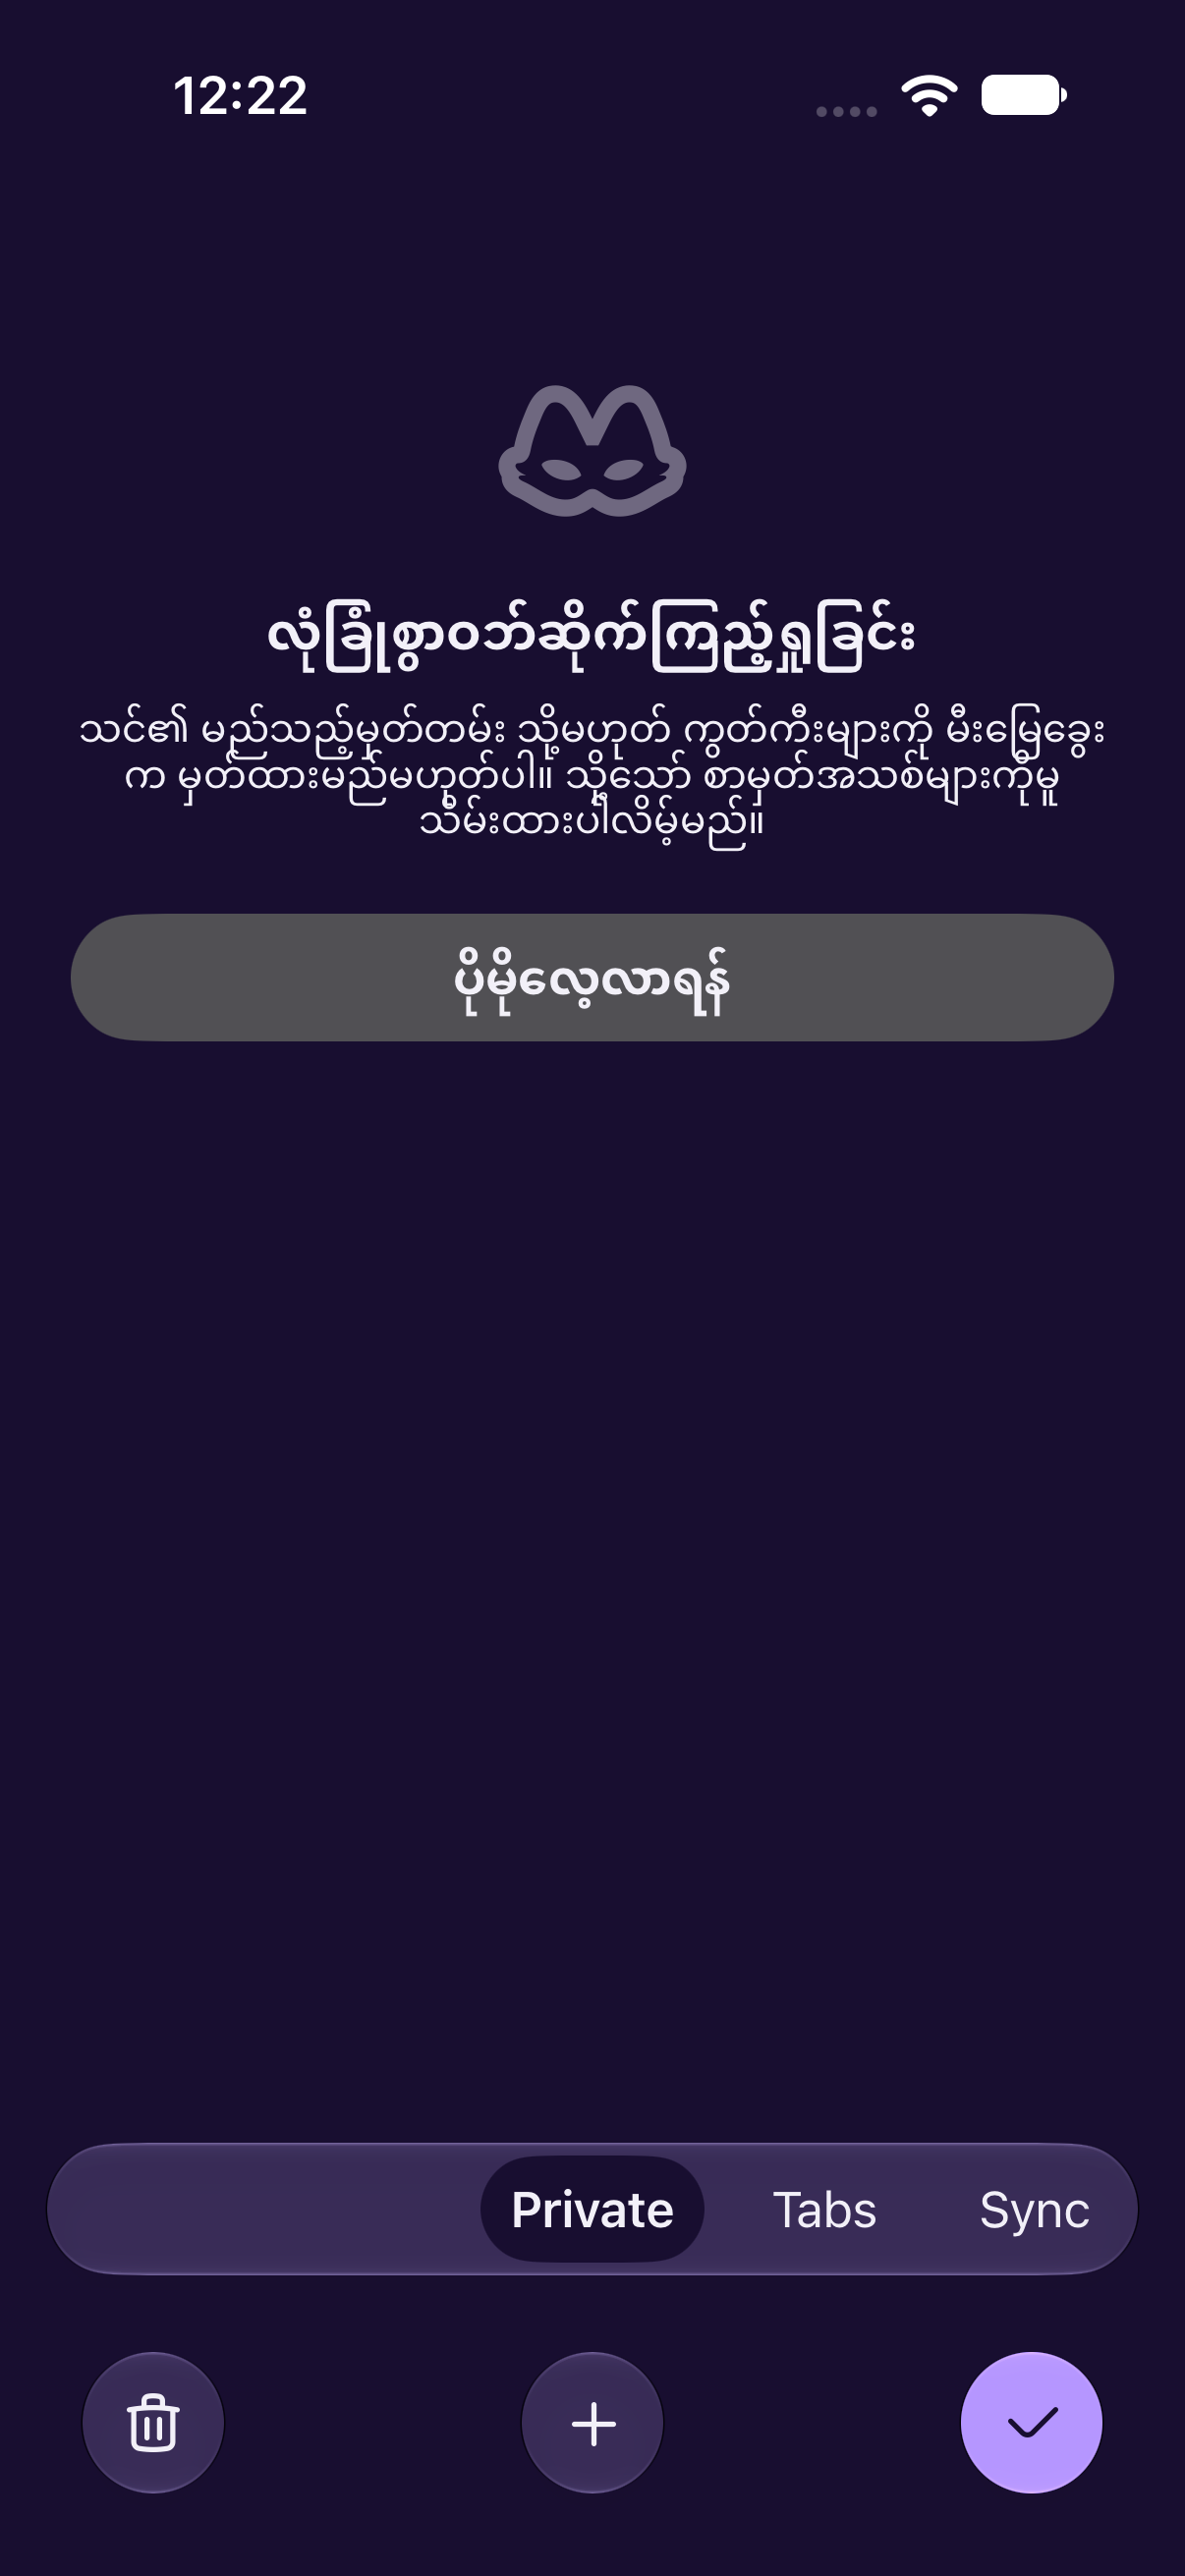 12:22
လုံခြုံစွာဝဘ်ဆိုက်ကြည့်ရှုခြင်း
သင်၏ မည်သည့်မှတ်တမ်း သို့မဟုတ် ကွတ်ကီးများကို မီးမြေခွေး
က မှတ်ထားမည်မဟုတ်ပါ။ သို့သော် စာမှတ်အသစ်များကိုမူ
သိမ်းထားပါလိမ့်မည်။
ပိုမိုလေ့လာရန်
Private Tabs Sync